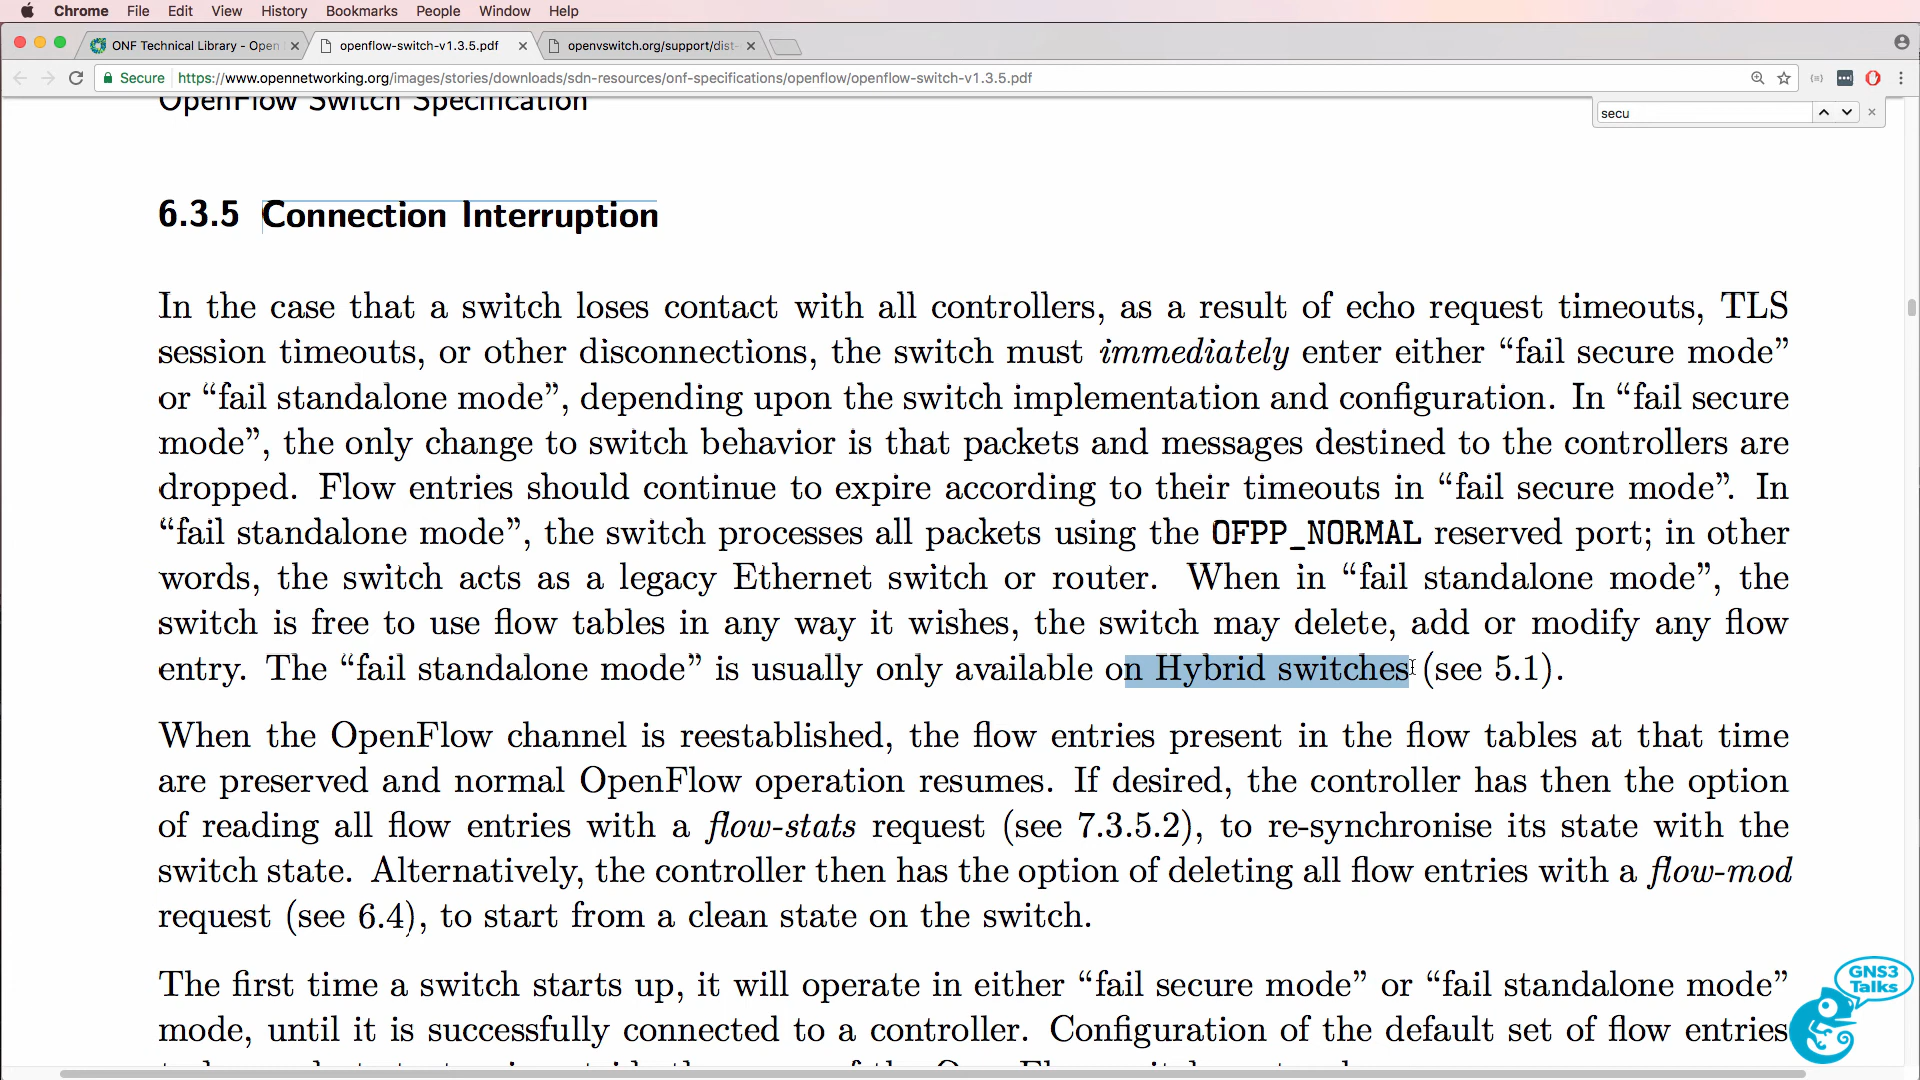 Chrome File Edit View History Bookmarks People Window Help
ONF Technical Library - Open openflow-switch-v1.3.5.pdf openvswitch.org/support/dist-
Secure https://www.opennetworking.org/images/stories/downloads/sdn-resources/onf-specifications/openflow/openflow-switch-v1.3.5.pdf
OpenFlow Switch Specification
secu
6.3.5 Connection Interruption
In the case that a switch loses contact with all controllers, as a result of echo request timeouts, TLS
session timeouts, or other disconnections, the switch must immediately enter either “fail secure mode”
or “fail standalone mode”, depending upon the switch implementation and configuration. In “fail secure
mode”, the only change to switch behavior is that packets and messages destined to the controllers are
dropped. Flow entries should continue to expire according to their timeouts in “fail secure mode”. In
“fail standalone mode”, the switch processes all packets using the OFPP_NORMAL reserved port; in other
words, the switch acts as a legacy Ethernet switch or router. When in “fail standalone mode”, the
switch is free to use flow tables in any way it wishes, the switch may delete, add or modify any flow
entry. The “fail standalone mode” is usually only available on Hybrid switches (see 5.1).
When the OpenFlow channel is reestablished, the flow entries present in the flow tables at that time
are preserved and normal OpenFlow operation resumes. If desired, the controller has then the option
of reading all flow entries with a flow-stats request (see 7.3.5.2), to re-synchronise its state with the
switch state. Alternatively, the controller then has the option of deleting all flow entries with a flow-mod
request (see 6.4), to start from a clean state on the switch.
The first time a switch starts up, it will operate in either “fail secure mode” or “fail standalone mode”
mode, until it is successfully connected to a controller. Configuration of the default set of flow entries
GNS3
Talks